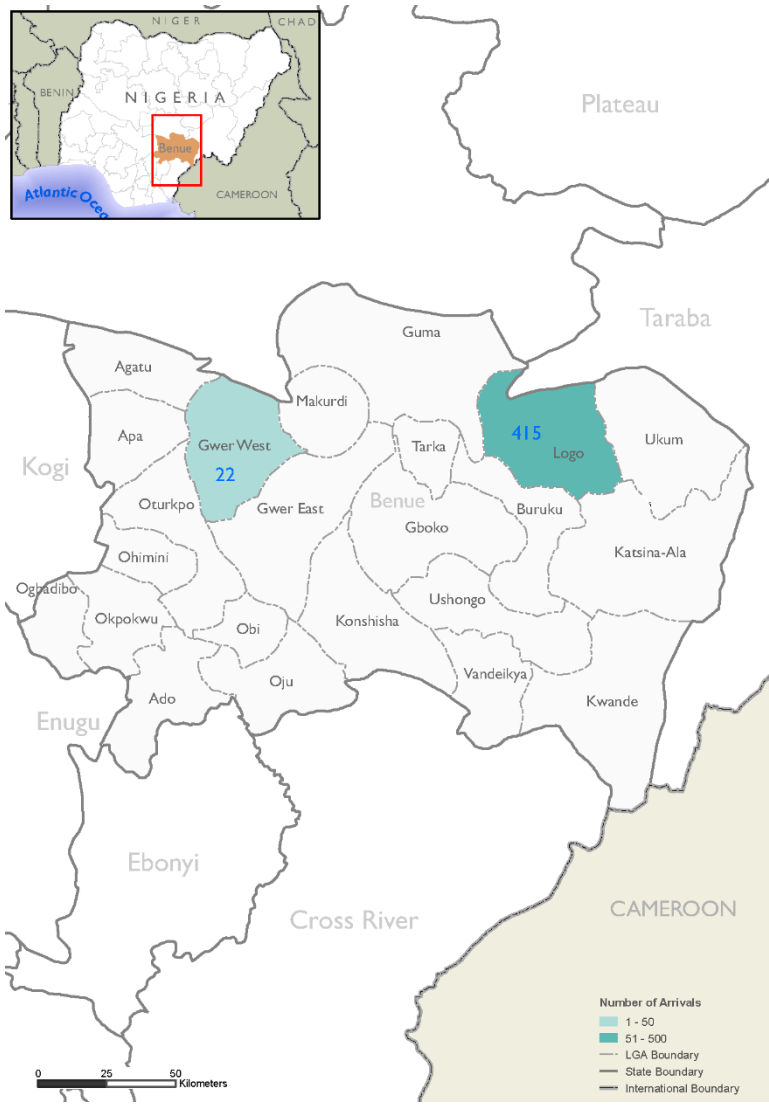 NIGER
CHAD
BENIN
NIGERIA
Benue
CAMEROON
Atlantic Ocea
Plateau
Taraba
Guma
Agatu
Makurdi
Apa
Gwer West
22
415
Logo
Ukum
Tarka
Kogi
Oturkpo
Gwer East
Benue
Buruku
Gboko
Ohimini
Katsina-Ala
Ogbadibo
Ushongo
Okpokwu
Obi
Konshisha
Vandeikya
Oju
Ado
Kwande
Enugu
Ebonyi
Cross River
CAMEROON
Number of Arrivals
1 - 50
51 - 500
LGA Boundary
State Boundary
International Boundary
0 25 50
Kilometers